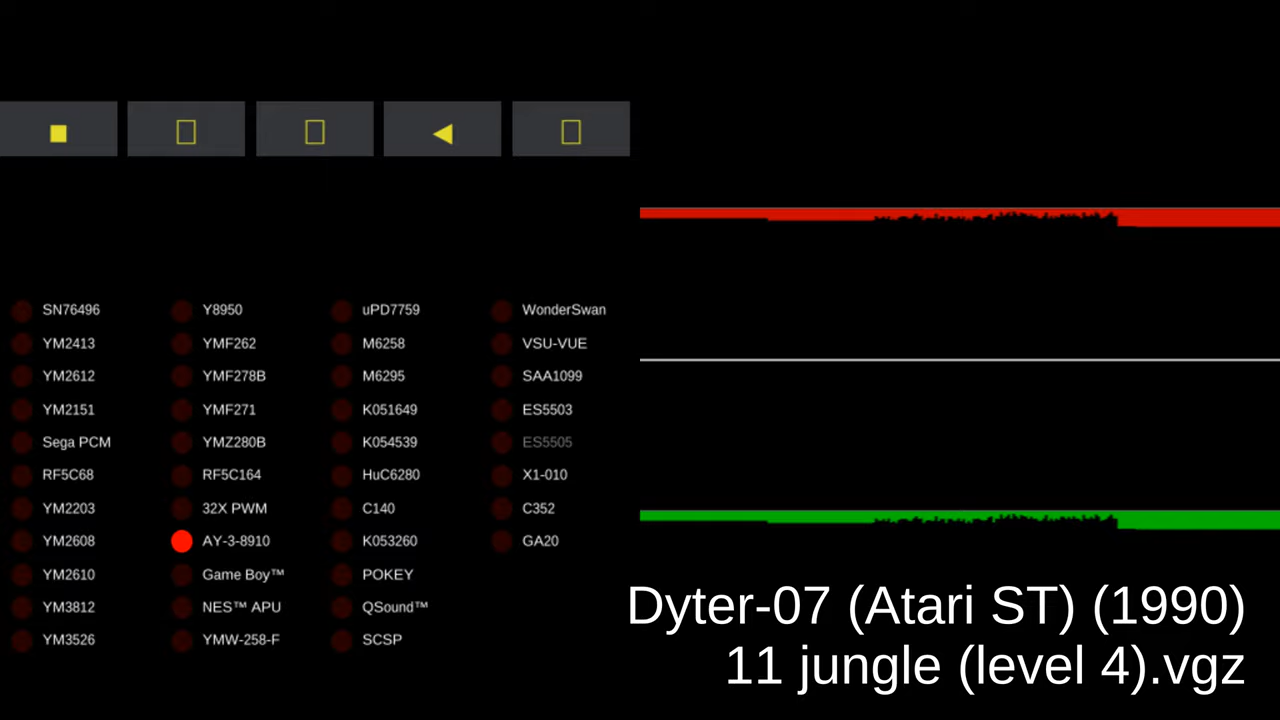 SN76496 Y8950 uPD7759 WonderSwan
YM2413 YMF262 M6258 VSU-VUE
YM2612 YMF278B M6295 SAA1099
YM2151 YMF271 K051649 ES5503
Sega PCM YMZ280B K054539 ES5505
RF5C68 RF5C164 HuC6280 X1-010
YM2203 32X PWM C140 C352
YM2608 AY-3-8910 K053260 GA20
YM2610 Game Boy™ POKEY
YM3812 NES™ APU QSound™
YM3526 YMW-258-F SCSP
Dyter-07 (Atari ST) (1990)
11 jungle (level 4).vgz